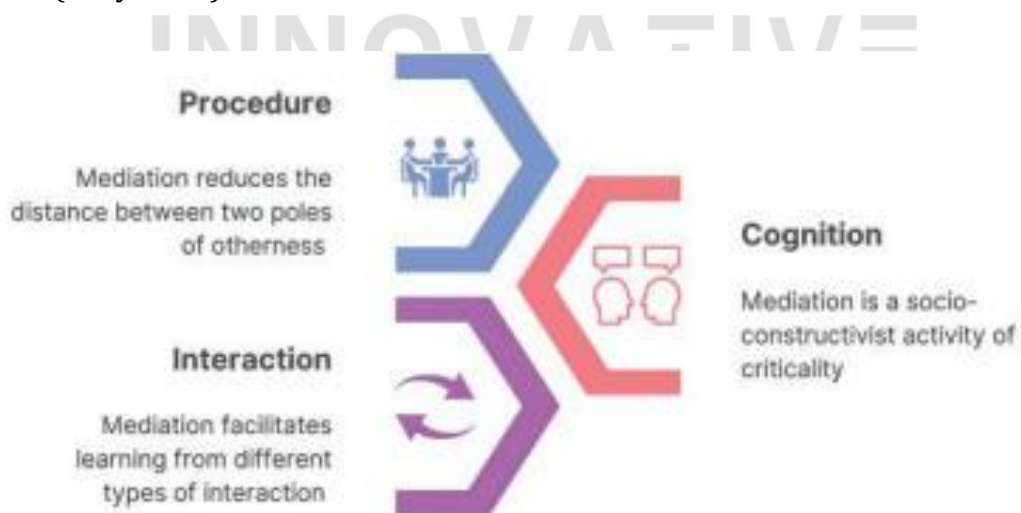 INNOVATIVE
Procedure
Mediation reduces the
distance between two poles
of otherness
Cognition
Mediation is a socio-
constructivist activity of
criticality
Interaction
Mediation facilitates
learning from different
types of interaction